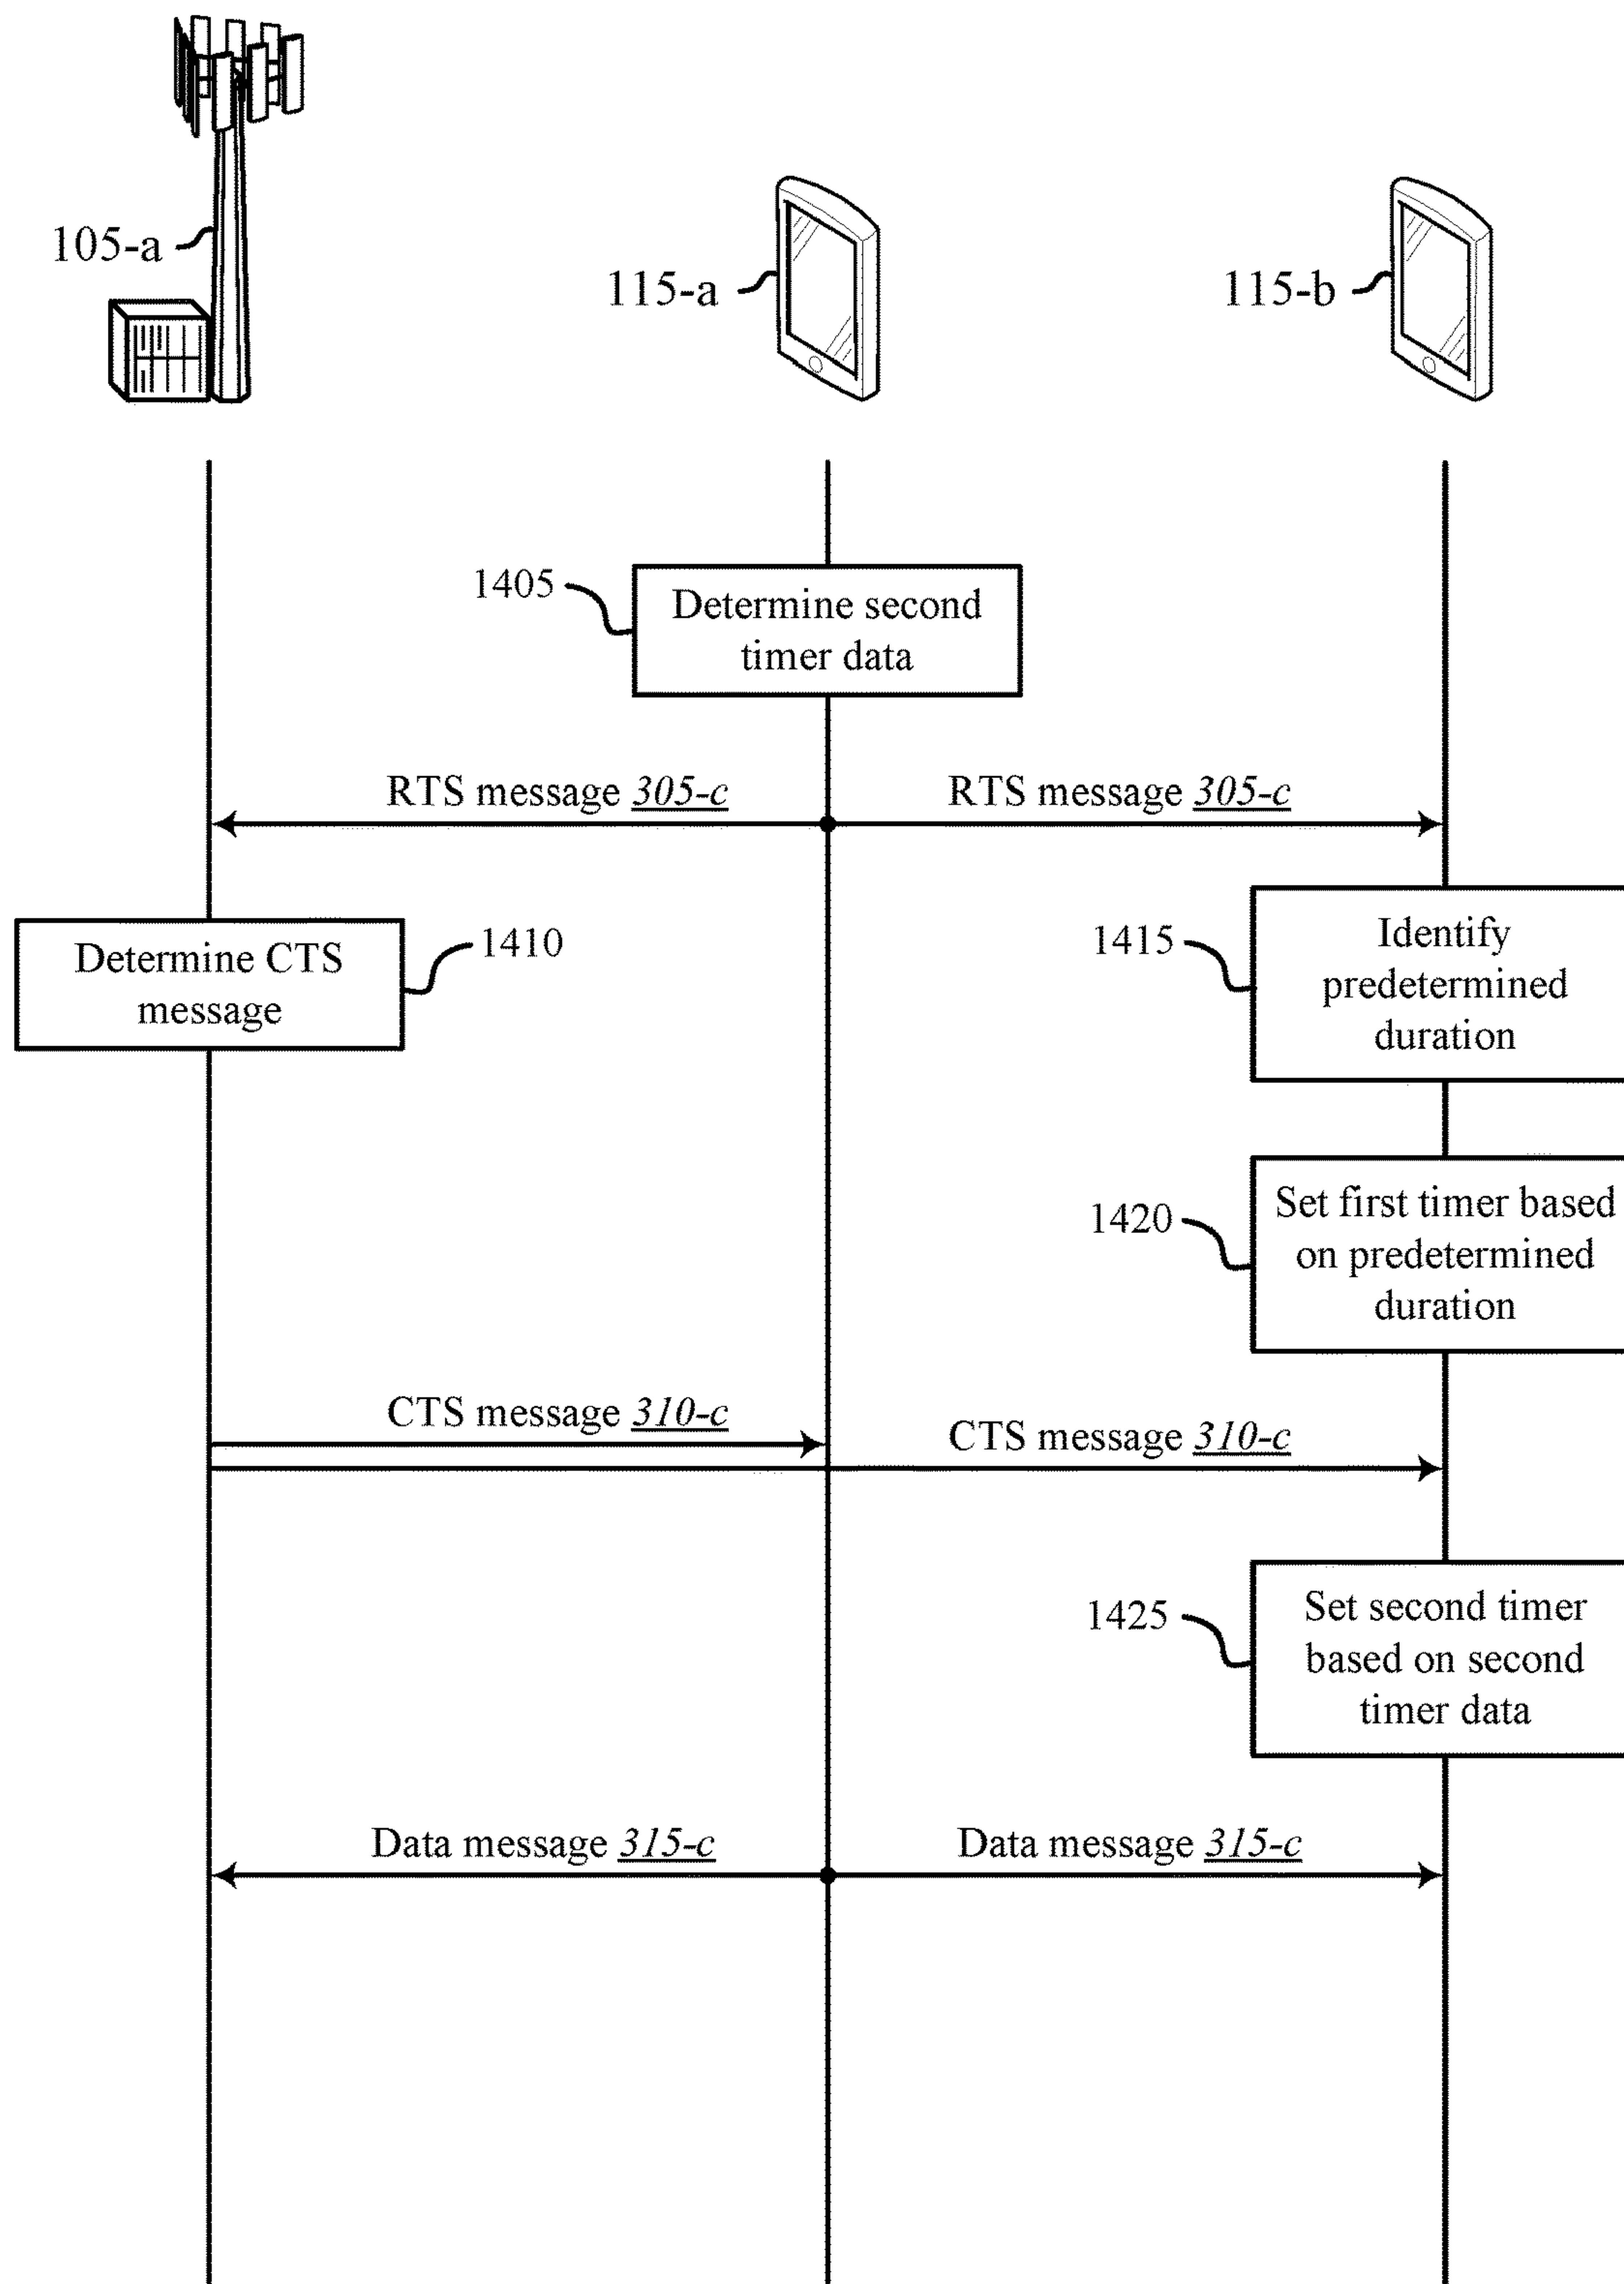 105-a
115-a
115-b
1405
Determine second
timer data
RTS message 305-c
RTS message 305-c
Determine CTS
message
1410
1415
Identify
predetermined
duration
1420
Set first timer based
on predetermined
duration
CTS message 310-c
CTS message 310-c
1425
Set second timer
based on second
timer data
Data message 315-c
Data message 315-c